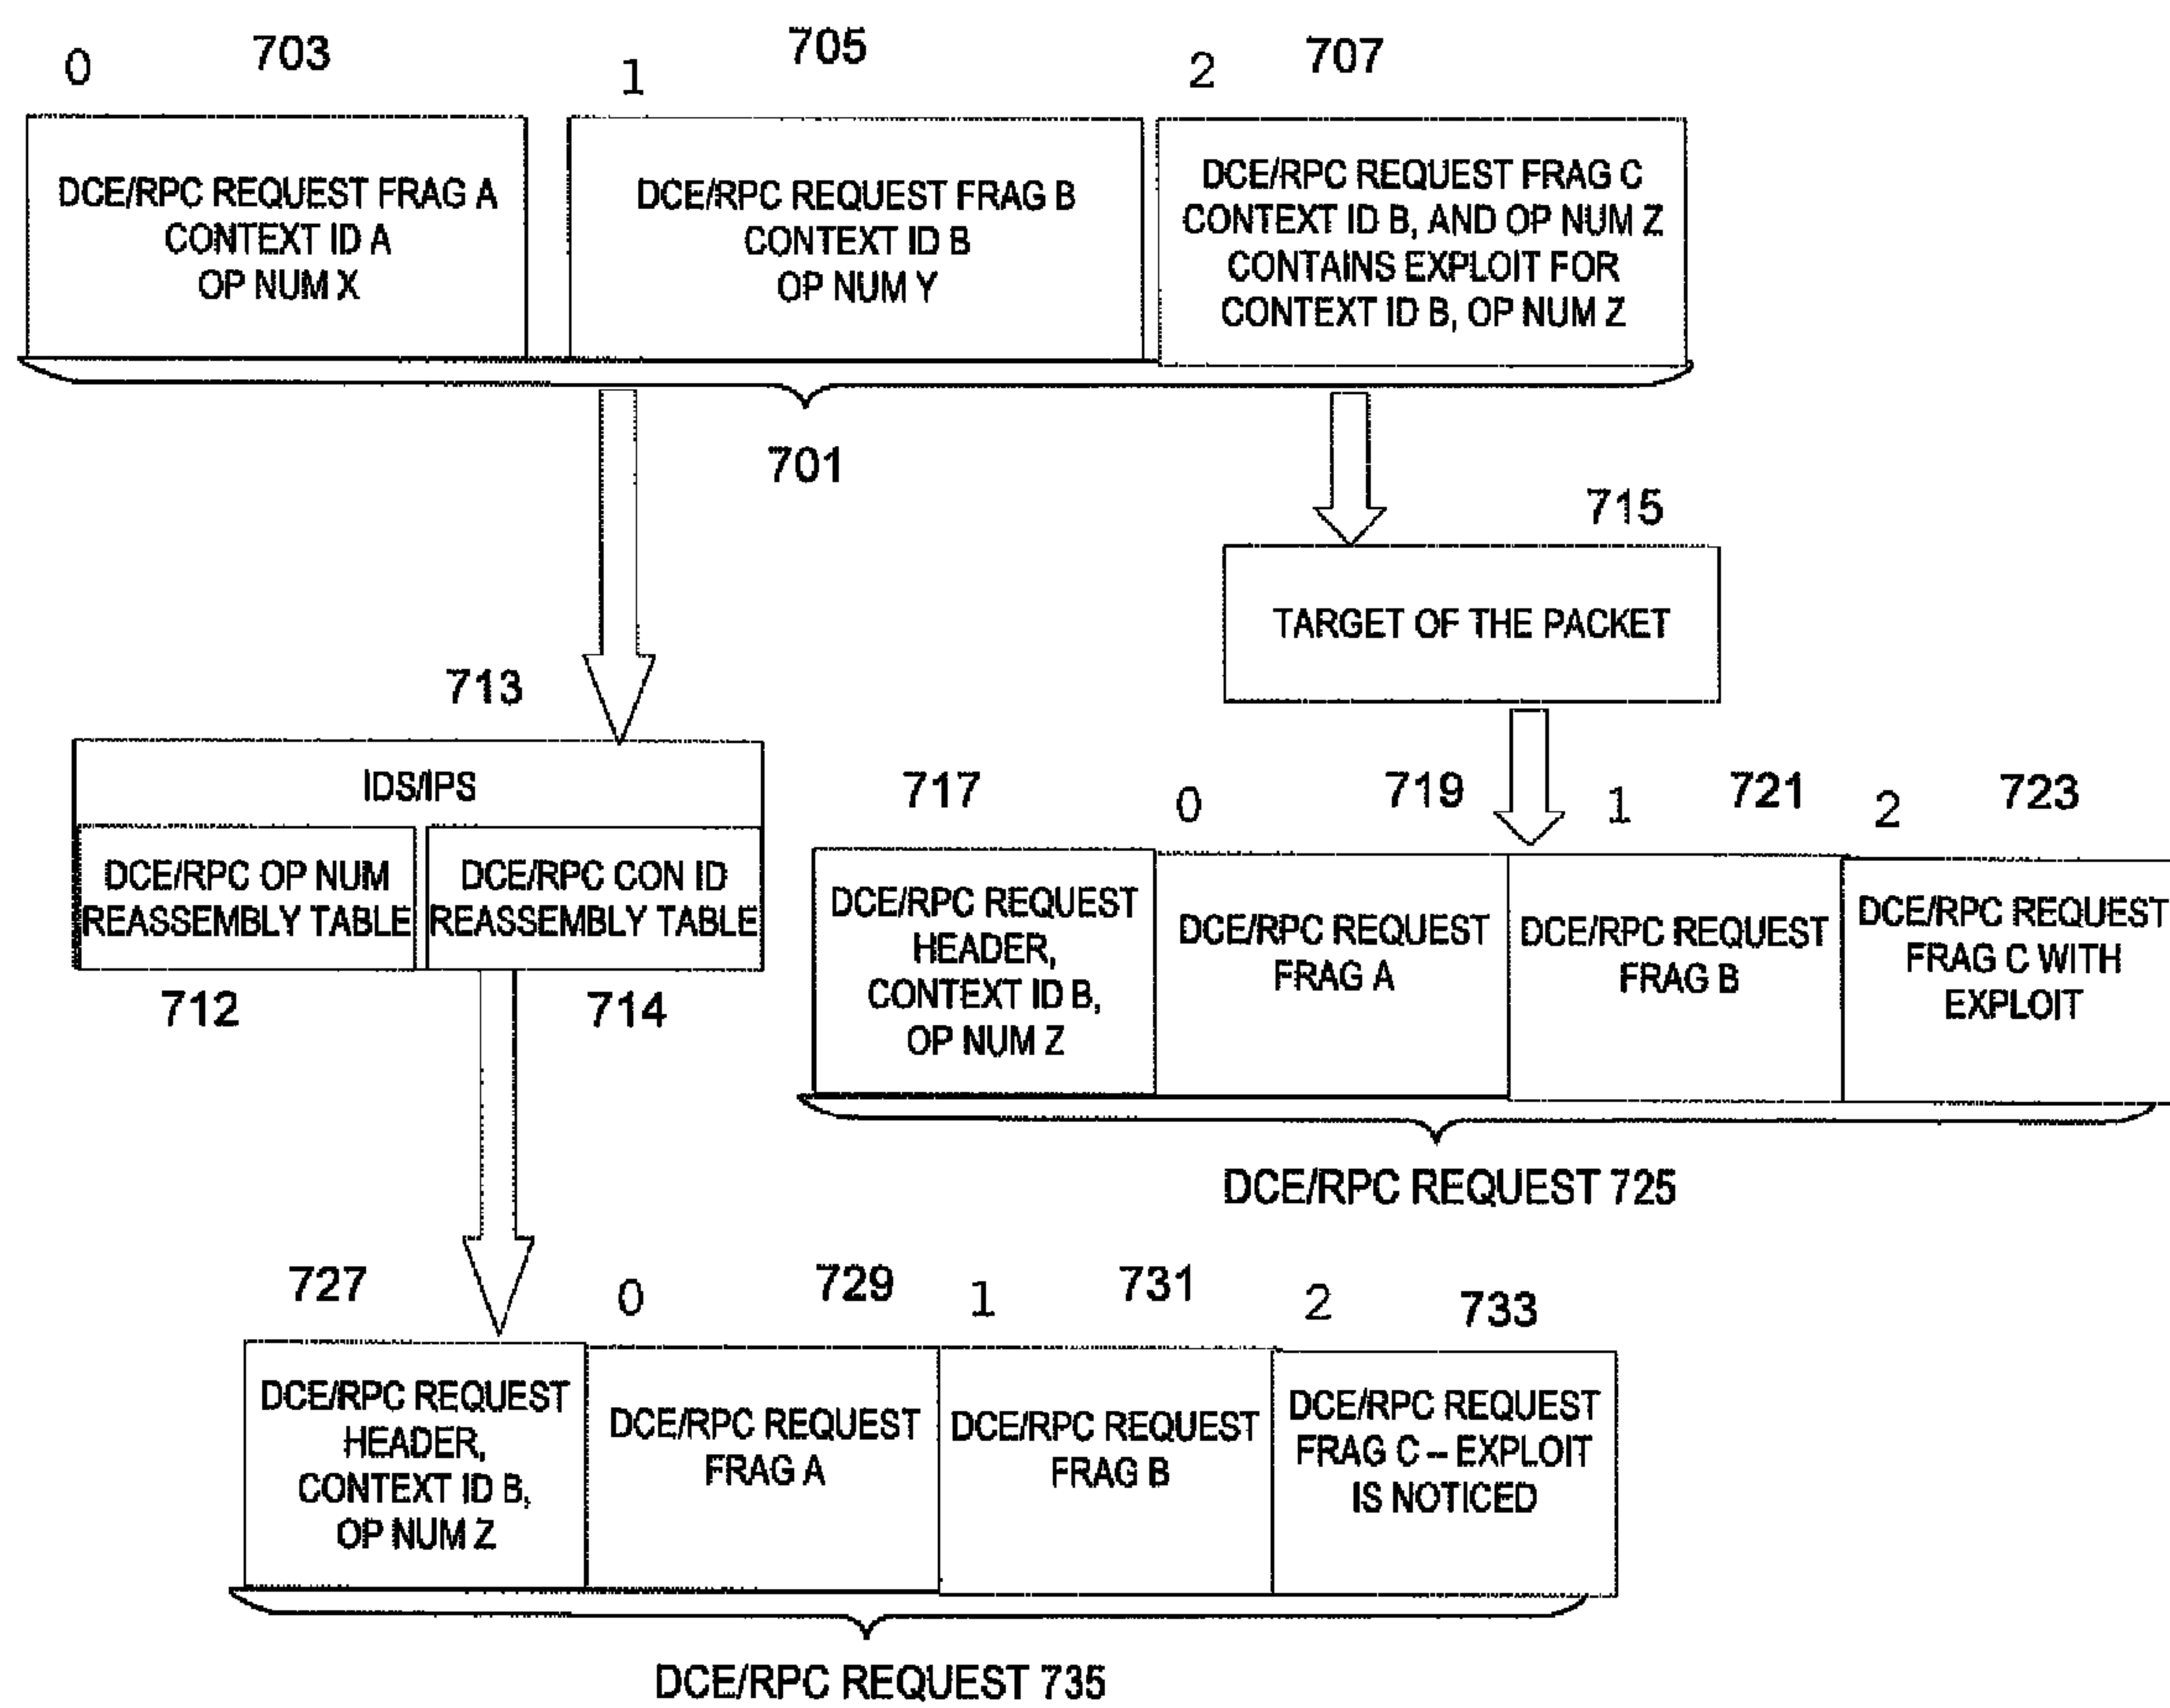 0 703 1 705 2 707
DCE/RPC REQUEST FRAG A
CONTEXT ID A
OP NUM X
DCE/RPC REQUEST FRAG B
CONTEXT ID B
OP NUM Y
DCE/RPC REQUEST FRAG C
CONTEXT ID B, AND OP NUM Z
CONTAINS EXPLOIT FOR
CONTEXT ID B, OP NUM Z
701
715
TARGET OF THE PACKET
713
IDS/IPS
DCE/RPC OP NUM
REASSEMBLY TABLE
DCE/RPC CON ID
REASSEMBLY TABLE
712 714
717 0 719 1 721 2 723
DCE/RPC REQUEST
HEADER,
CONTEXT ID B,
OP NUM Z
DCE/RPC REQUEST
FRAG A
DCE/RPC REQUEST
FRAG B
DCE/RPC REQUEST
FRAG C WITH
EXPLOIT
DCE/RPC REQUEST 725
727 0 729 1 731 2 733
DCE/RPC REQUEST
HEADER,
CONTEXT ID B,
OP NUM Z
DCE/RPC REQUEST
FRAG A
DCE/RPC REQUEST
FRAG B
DCE/RPC REQUEST
FRAG C – EXPLOIT
IS NOTICED
DCE/RPC REQUEST 735